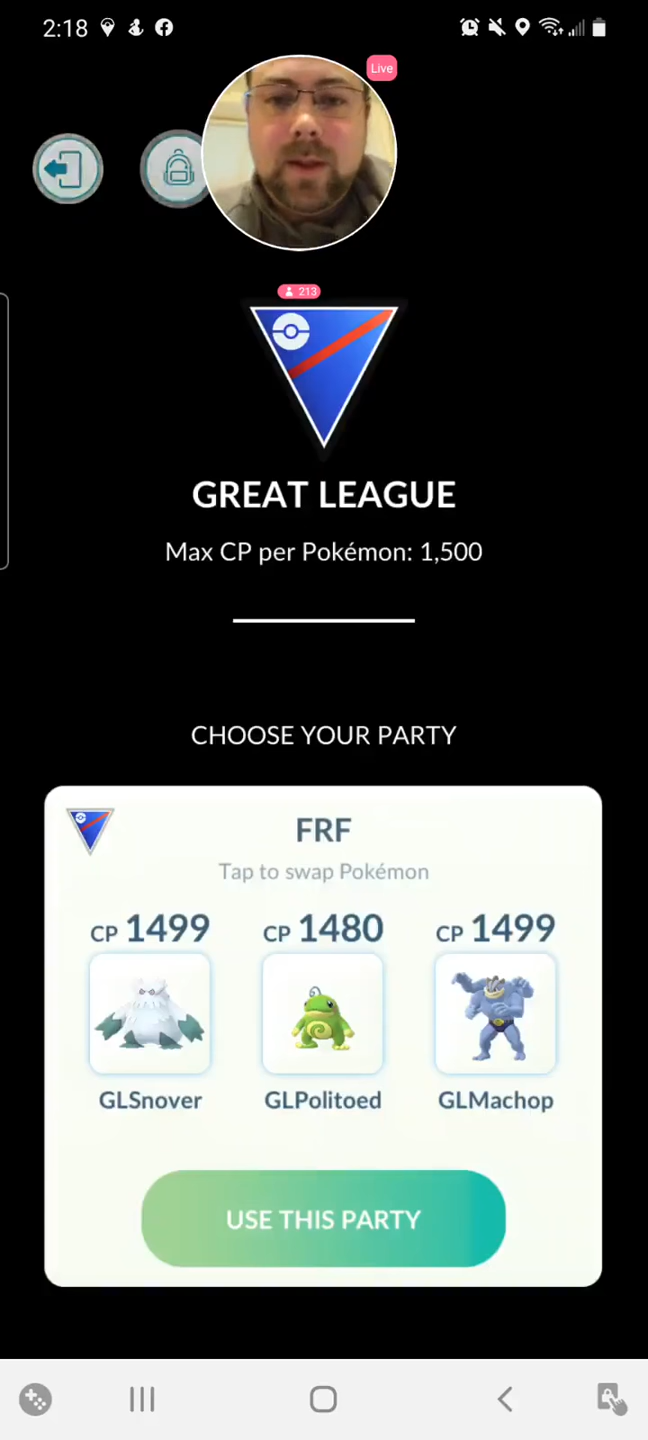 2:18
Live
213
GREAT LEAGUE
Max CP per Pokémon: 1,500
CHOOSE YOUR PARTY
FRF
Tap to swap Pokémon
CP 1499 CP 1480 CP 1499
GLSnover GLPolitoed GLMachop
USE THIS PARTY